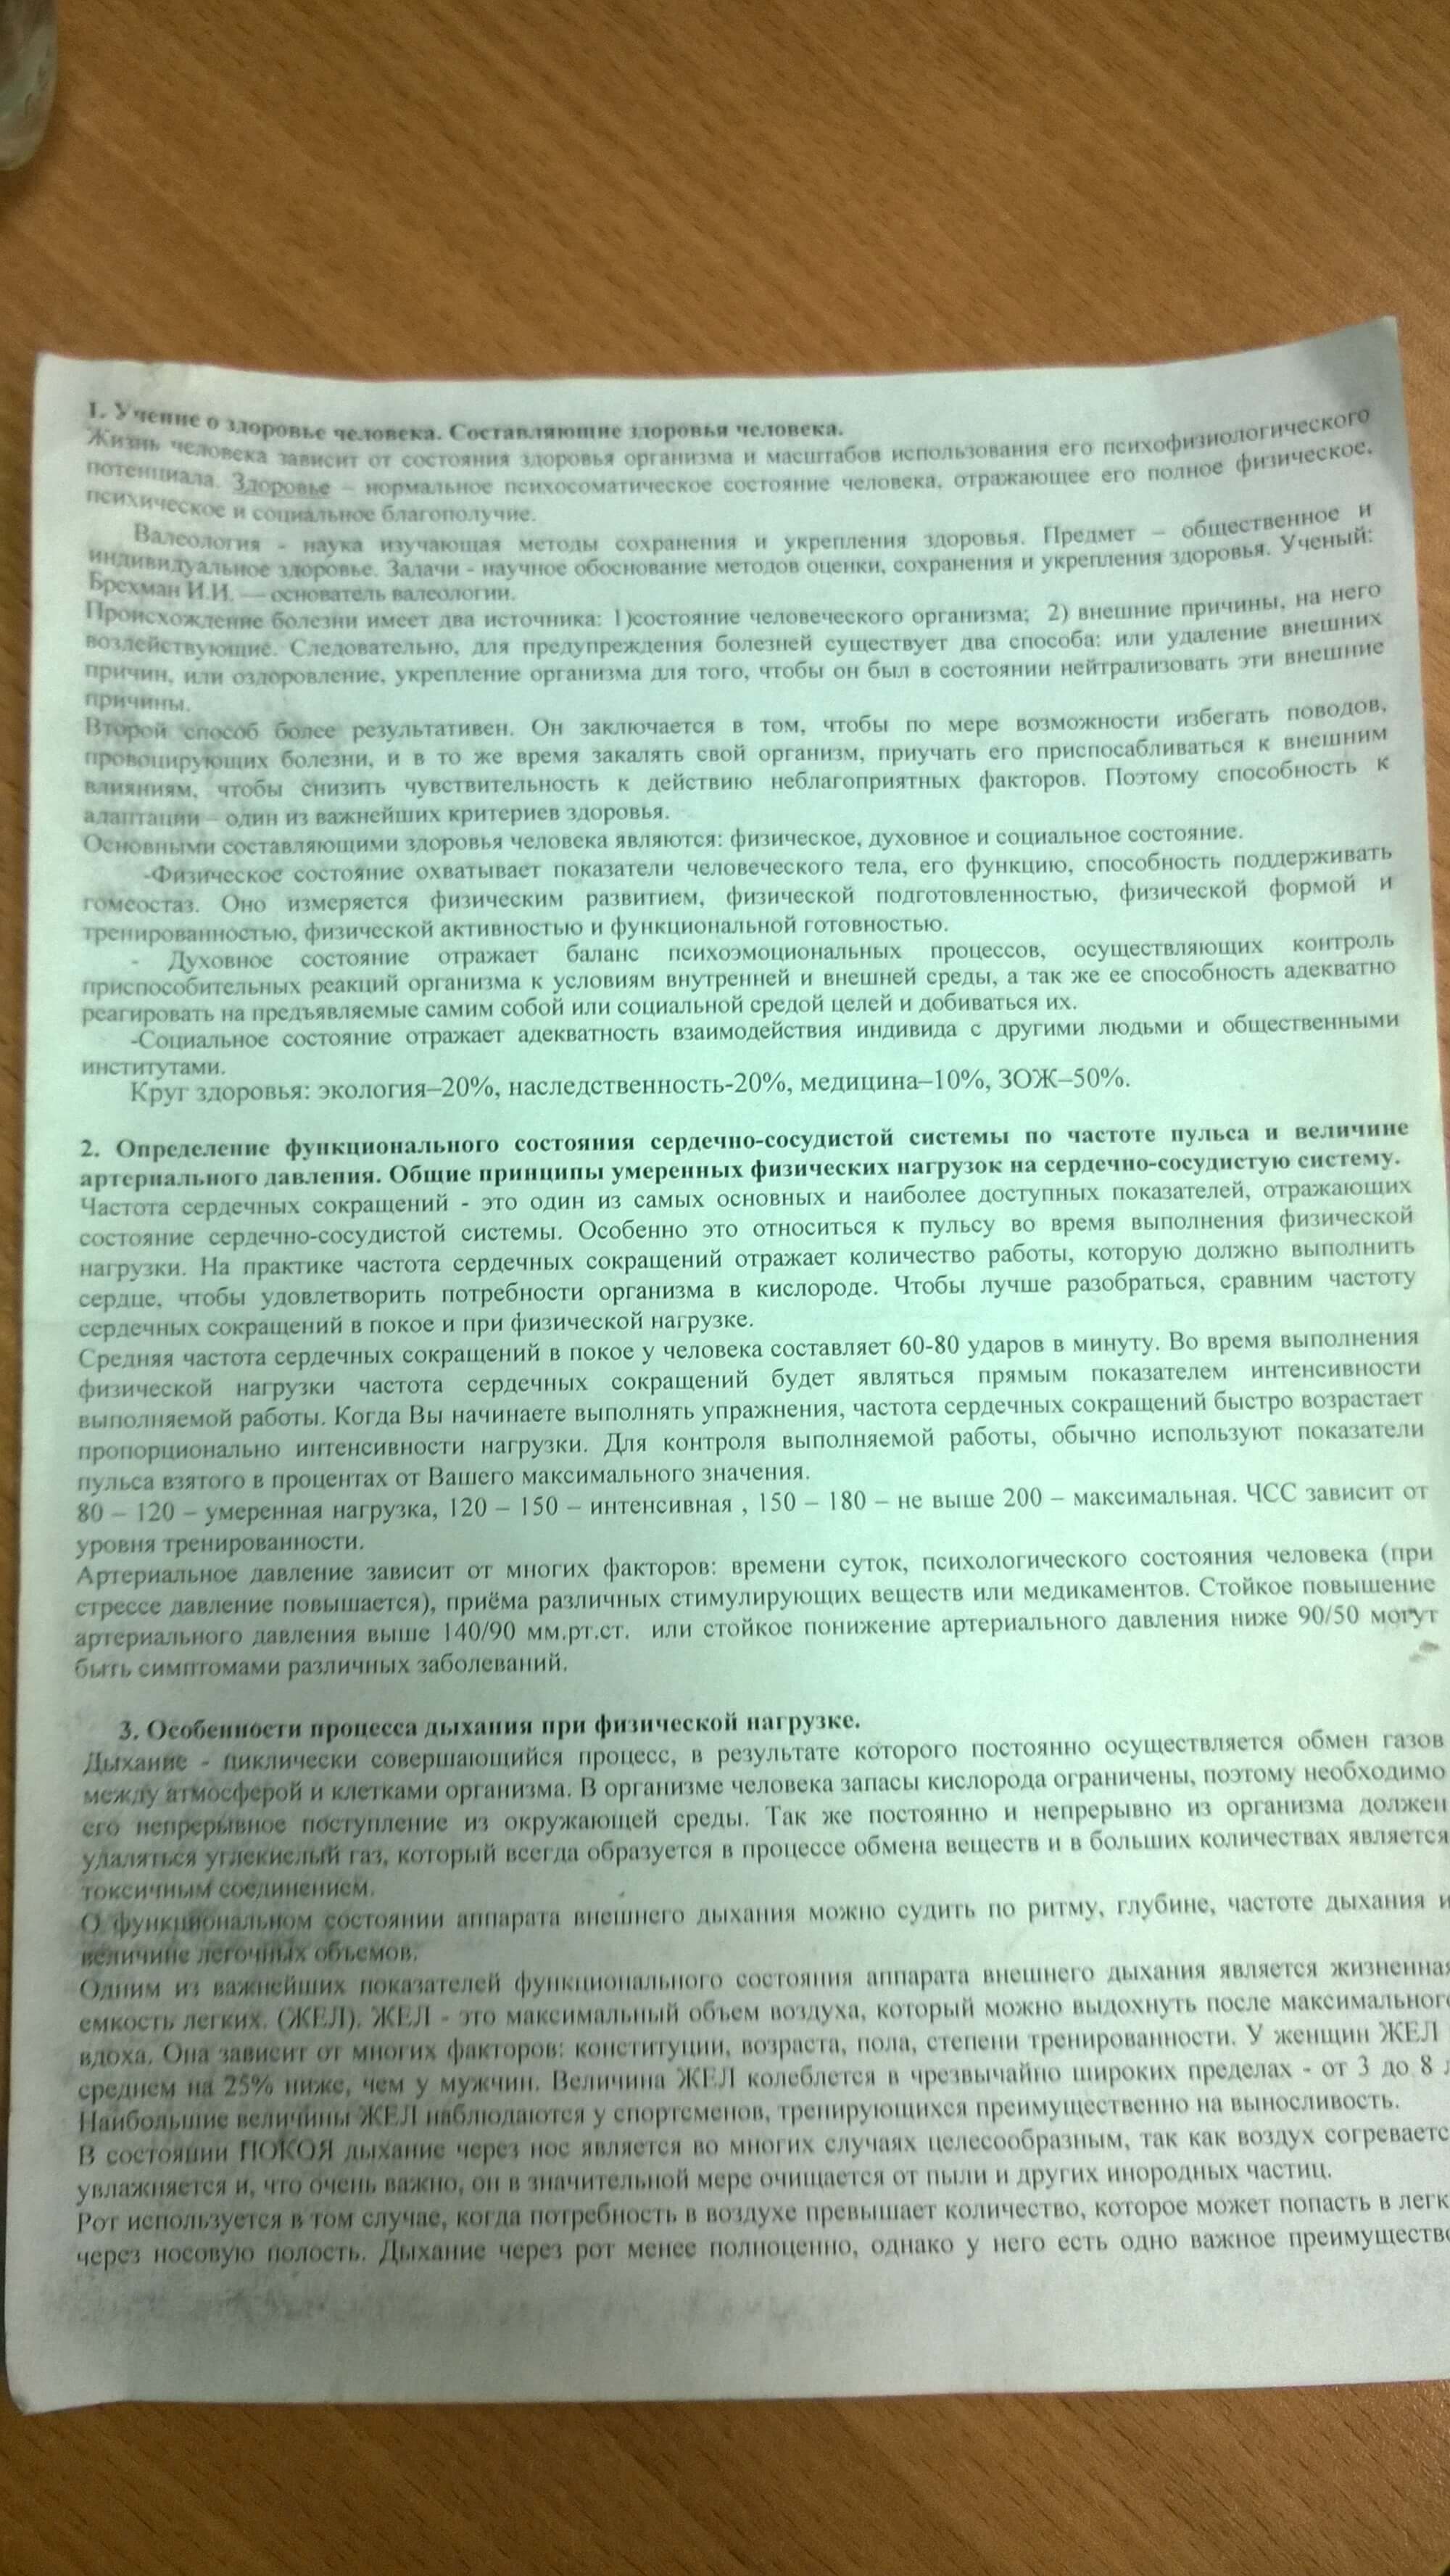 1. Учение о здоровье человека. Составляющие здоровья человека.
Жизнь человека зависит от состояния здоровья организма и масштабов использования его психофизиологического
потенциала. Здоровье – нормальное психосоматическое состояние человека, отражающее его полное физическое,
психическое и социальное благополучие.
Валеология - наука изучающая методы сохранения и укрепления здоровья. Предмет – общественное и
индивидуальное здоровье. Задачи - научное обоснование методов оценки, сохранения и укрепления здоровья. Ученый:
Брехман И.И. — основатель валеологии.
Происхождение болезни имеет два источника: 1)состояние человеческого организма; 2) внешние причины, на него
воздействующие. Следовательно, для предупреждения болезней существует два способа: или удаление внешних
причин, или оздоровление, укрепление организма для того, чтобы он был в состоянии нейтрализовать эти внешние
причины.
Второй способ более результативен. Он заключается в том, чтобы по мере возможности избегать поводов,
провоцирующих болезни, и в то же время закалять свой организм, приучать его приспосабливаться к внешним
влияниям, чтобы снизить чувствительность к действию неблагоприятных факторов. Поэтому способность к
адаптации – один из важнейших критериев здоровья.
Основными составляющими здоровья человека являются: физическое, духовное и социальное состояние.
-Физическое состояние охватывает показатели человеческого тела, его функцию, способность поддерживать
гомеостаз. Оно измеряется физическим развитием, физической подготовленностью, физической формой и
тренированностью, физической активностью и функциональной готовностью.
- Духовное состояние отражает баланс психоэмоциональных процессов, осуществляющих контроль
приспособительных реакций организма к условиям внутренней и внешней среды, а так же ее способность адекватно
реагировать на предъявляемые самим собой или социальной средой целей и добиваться их.
-Социальное состояние отражает адекватность взаимодействия индивида с другими людьми и общественными
институтами.
Круг здоровья: экология–20%, наследственность-20%, медицина–10%, ЗОЖ–50%.
2. Определение функционального состояния сердечно-сосудистой системы по частоте пульса и величине
артериального давления. Общие принципы умеренных физических нагрузок на сердечно-сосудистую систему.
Частота сердечных сокращений - это один из самых основных и наиболее доступных показателей, отражающих
состояние сердечно-сосудистой системы. Особенно это относиться к пульсу во время выполнения физической
нагрузки. На практике частота сердечных сокращений отражает количество работы, которую должно выполнить
сердце, чтобы удовлетворить потребности организма в кислороде. Чтобы лучше разобраться, сравним частоту
сердечных сокращений в покое и при физической нагрузке.
Средняя частота сердечных сокращений в покое у человека составляет 60-80 ударов в минуту. Во время выполнения
физической нагрузки частота сердечных сокращений будет являться прямым показателем интенсивности
выполняемой работы. Когда Вы начинаете выполнять упражнения, частота сердечных сокращений быстро возрастает
пропорционально интенсивности нагрузки. Для контроля выполняемой работы, обычно используют показатели
пульса взятого в процентах от Вашего максимального значения.
80 – 120 – умеренная нагрузка, 120 – 150 – интенсивная , 150 – 180 – не выше 200 – максимальная. ЧСС зависит от
уровня тренированности.
Артериальное давление зависит от многих факторов: времени суток, психологического состояния человека (при
стрессе давление повышается), приёма различных стимулирующих веществ или медикаментов. Стойкое повышение
артериального давления выше 140/90 мм.рт.ст. или стойкое понижение артериального давления ниже 90/50 могут
быть симптомами различных заболеваний.
3. Особенности процесса дыхания при физической нагрузке.
Дыхание - циклически совершающийся процесс, в результате которого постоянно осуществляется обмен газов
между атмосферой и клетками организма. В организме человека запасы кислорода ограничены, поэтому необходимо
его непрерывное поступление из окружающей среды. Так же постоянно и непрерывно из организма должен
удаляться углекислый газ, который всегда образуется в процессе обмена веществ и в больших количествах является
токсичным соединением.
О функциональном состоянии аппарата внешнего дыхания можно судить по ритму, глубине, частоте дыхания и
величине легочных объемов.
Одним из важнейших показателей функционального состояния аппарата внешнего дыхания является жизненная
емкость легких. (ЖЕЛ). ЖЕЛ - это максимальный объем воздуха, который можно выдохнуть после максимального
вдоха. Она зависит от многих факторов: конституции, возраста, пола, степени тренированности. У женщин ЖЕЛ
среднем на 25% ниже, чем у мужчин. Величина ЖЕЛ колеблется в чрезвычайно широких пределах - от 3 до 8 л
Наибольшие величины ЖЕЛ наблюдаются у спортсменов, тренирующихся преимущественно на выносливость.
В состоянии ПОКОЯ дыхание через нос является во многих случаях целесообразным, так как воздух согреваетс
увлажняется и, что очень важно, он в значительной мере очищается от пыли и других инородных частиц.
Рот используется в том случае, когда потребность в воздухе превышает количество, которое может попасть в легк
через носовую полость. Дыхание через рот менее полноценно, однако у него есть одно важное преимущество